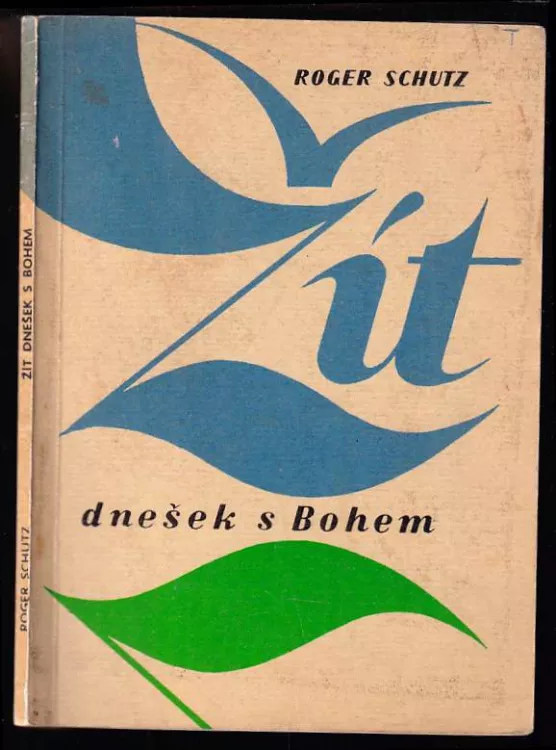 ROGER SCHUTZ
Žít
dnešek s Bohem
ROGER SCHUTZ ŽÍT DNEŠEK S BOHEM
T